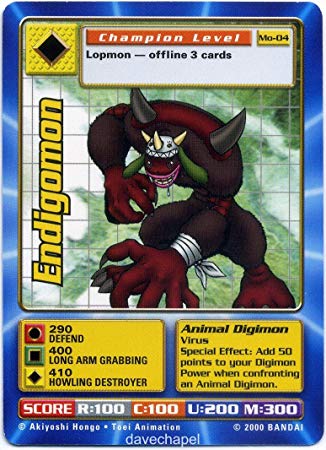 Champion Level
Mo-04
Lopmon — offline 3 cards
Endigomon
290
DEFEND
400
LONG ARM GRABBING
410
HOWLING DESTROYER
Animal Digimon
Virus
Special Effect: Add 50
points to your Digimon
Power when confronting
an Animal Digimon.
SCORE R:100 C:100 U:200 M:300
© Akiyoshi Hongo • Toei Animation © 2000 BANDAI
davechapel